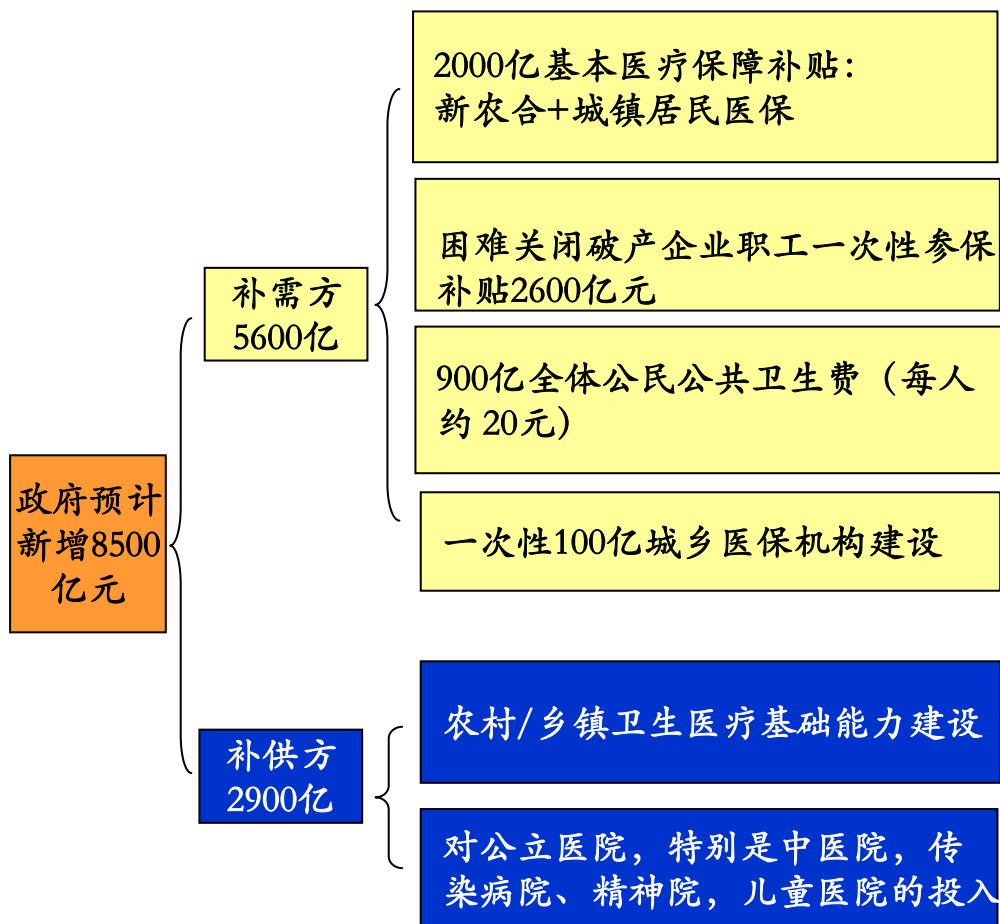 政府预计
新增8500
亿元
补需方
5600亿
2000亿基本医疗保障补贴：
新农合+城镇居民医保
困难关闭破产企业职工一次性参保
补贴2600亿元
900亿全体公民公共卫生费（每人
约 20元）
一次性100亿城乡医保机构建设
补供方
2900亿
农村/乡镇卫生医疗基础能力建设
对公立医院，特别是中医院，传
染病院、精神院，儿童医院的投入